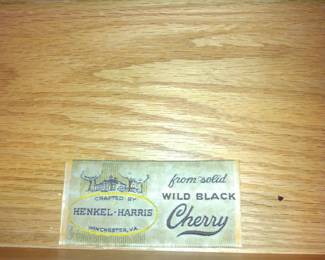 CRAFTED BY
HENKEL-HARRIS
WINCHESTER, VA.
from solid
WILD BLACK
Cherry